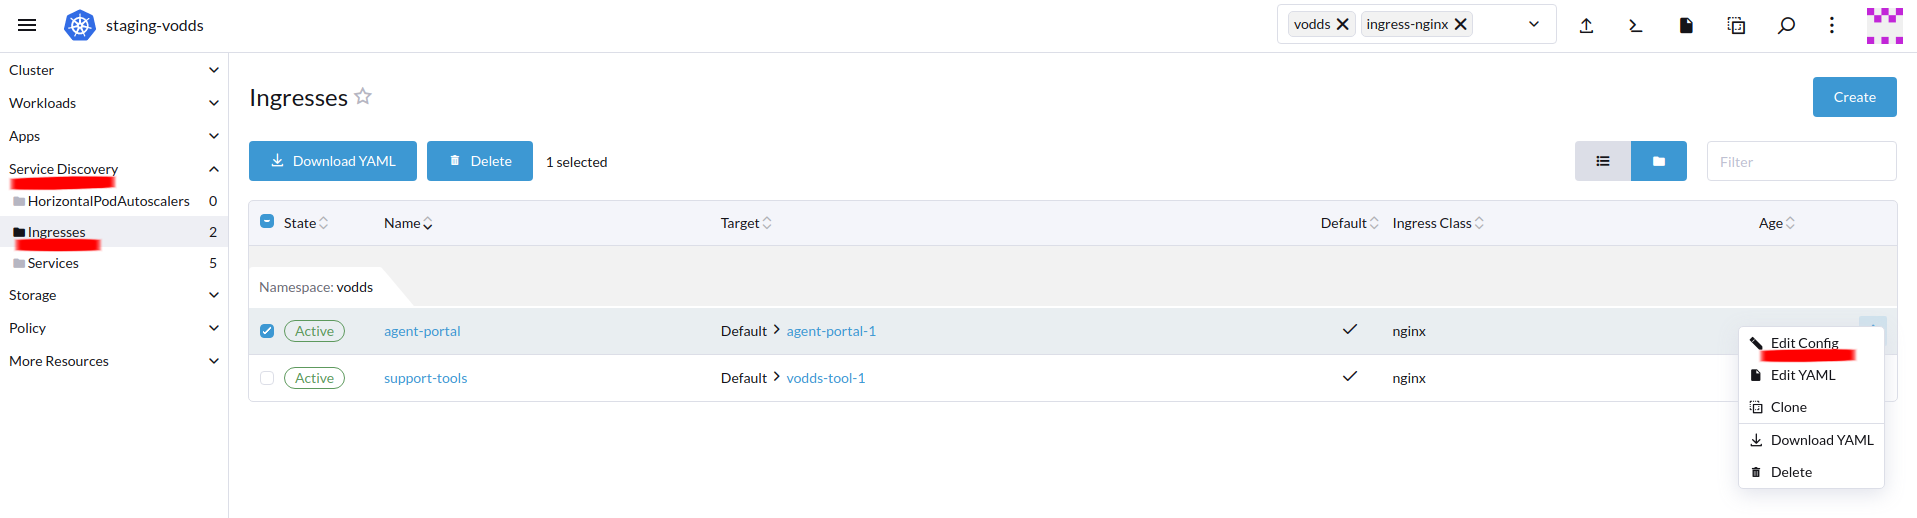 staging-vodds
vodds ingress-nginx
Cluster
Workloads
Apps
Service Discovery
HorizontalPodAutoscalers 0
Ingresses 2
Services 5
Storage
Policy
More Resources
Ingresses
Create
Download YAML Delete 1 selected
Filter
State Name Target Default Ingress Class Age
Namespace: vodds
Active agent-portal Default agent-portal-1 nginx
Active support-tools Default vodds-tool-1 nginx
Edit Config
Edit YAML
Clone
Download YAML
Delete